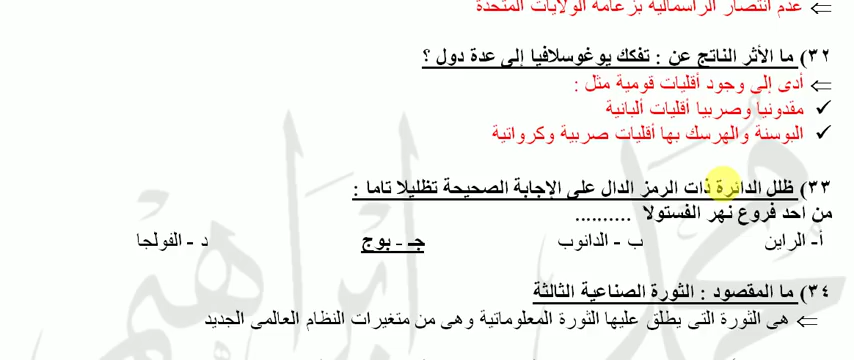 ⇐ عدم انتصار الرأسمالية بزعامة الولايات المتحدة
٣٢) ما الأثر الناتج عن : تفكك يوغوسلافيا إلى عدة دول ؟
⇐ أدى إلى وجود أقليات قومية مثل :
✓ مقدونيا وصربيا أقليات ألبانية
✓ البوسنة والهرسك بها أقليات صربية وكرواتية
٣٣) ظلل الدائرة ذات الرمز الدال على الإجابة الصحيحة تظليلا تاما :
من احد فروع نهر الفستولا ..........
أ- الراين ب - الدانوب جـ - بوج د - الفولجا
٣٤) ما المقصود : الثورة الصناعية الثالثة
⇐ هى الثورة التى يطلق عليها الثورة المعلوماتية وهى من متغيرات النظام العالمى الجديد
محمد إبراهيم